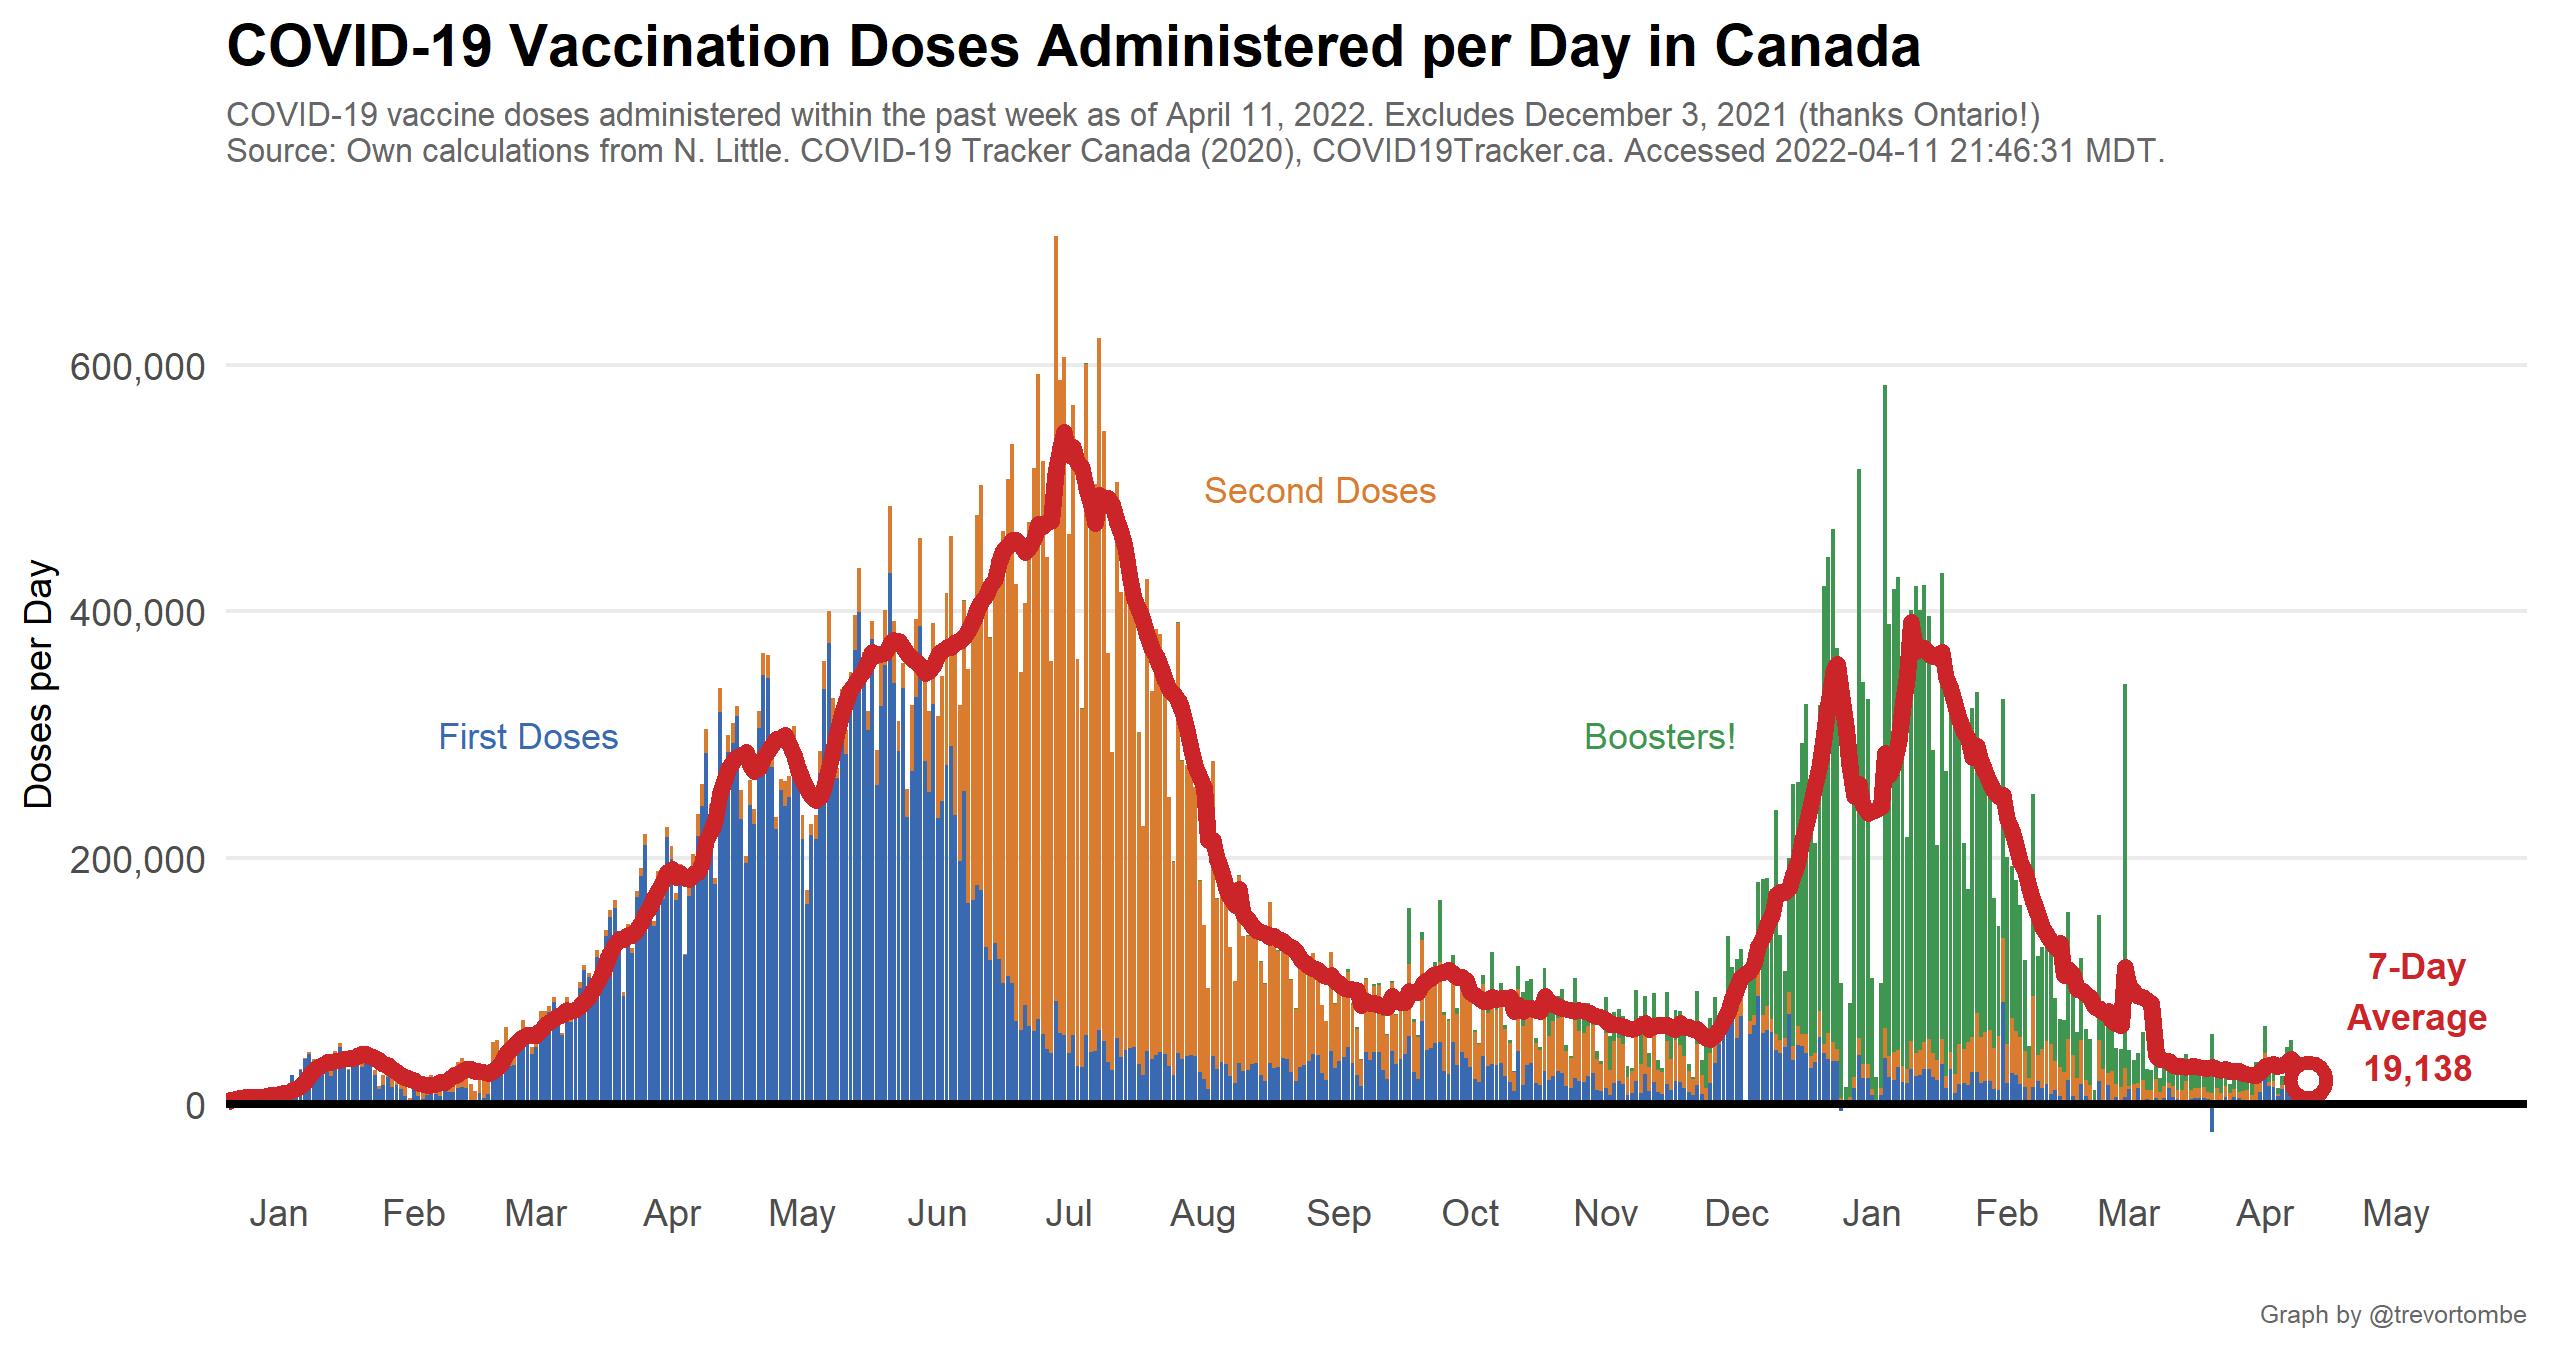 COVID-19 Vaccination Doses Administered per Day in Canada
COVID-19 vaccine doses administered within the past week as of April 11, 2022. Excludes December 3, 2021 (thanks Ontario!)
Source: Own calculations from N. Little. COVID-19 Tracker Canada (2020), COVID19Tracker.ca. Accessed 2022-04-11 21:46:31 MDT.
Doses per Day
600,000
400,000
200,000
0
First Doses
Second Doses
Boosters!
7-Day
Average
19,138
Jan Feb Mar Apr May Jun Jul Aug Sep Oct Nov Dec Jan Feb Mar Apr May
Graph by @trevortombe